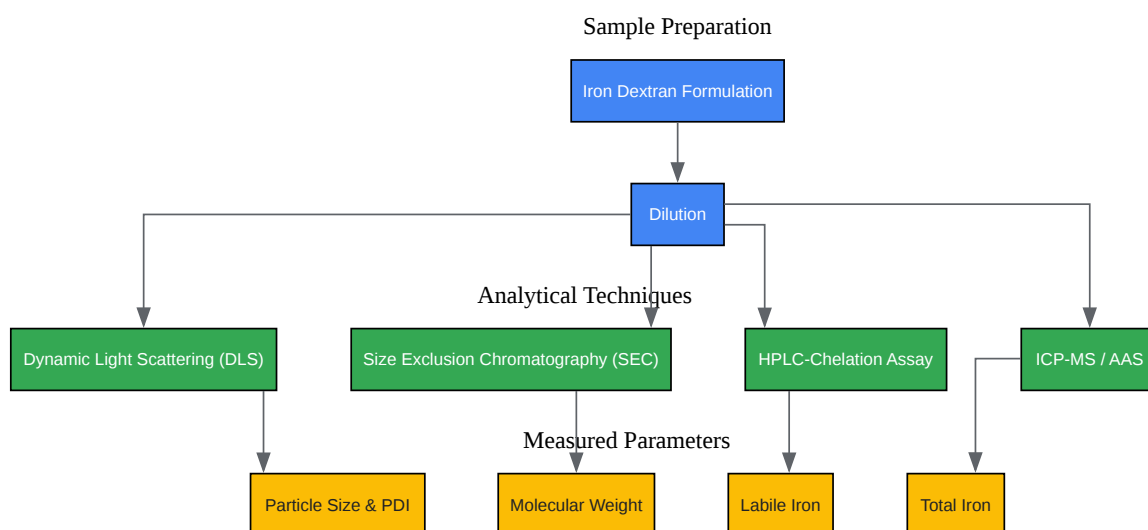 Sample Preparation
Iron Dextran Formulation
Dilution
Analytical Techniques
Dynamic Light Scattering (DLS)
Size Exclusion Chromatography (SEC)
HPLC-Chelation Assay
ICP-MS / AAS
Measured Parameters
Particle Size & PDI
Molecular Weight
Labile Iron
Total Iron